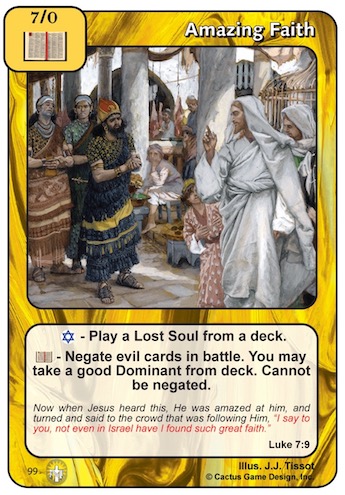 7/0
Amazing Faith
- Play a Lost Soul from a deck.
- Negate evil cards in battle. You may
take a good Dominant from deck. Cannot
be negated.
Now when Jesus heard this, He was amazed at him, and
turned and said to the crowd that was following Him, "I say to
you, not even in Israel have I found such great faith."
Luke 7:9
99
Illus. J.J. Tissot
© Cactus Game Design, Inc.